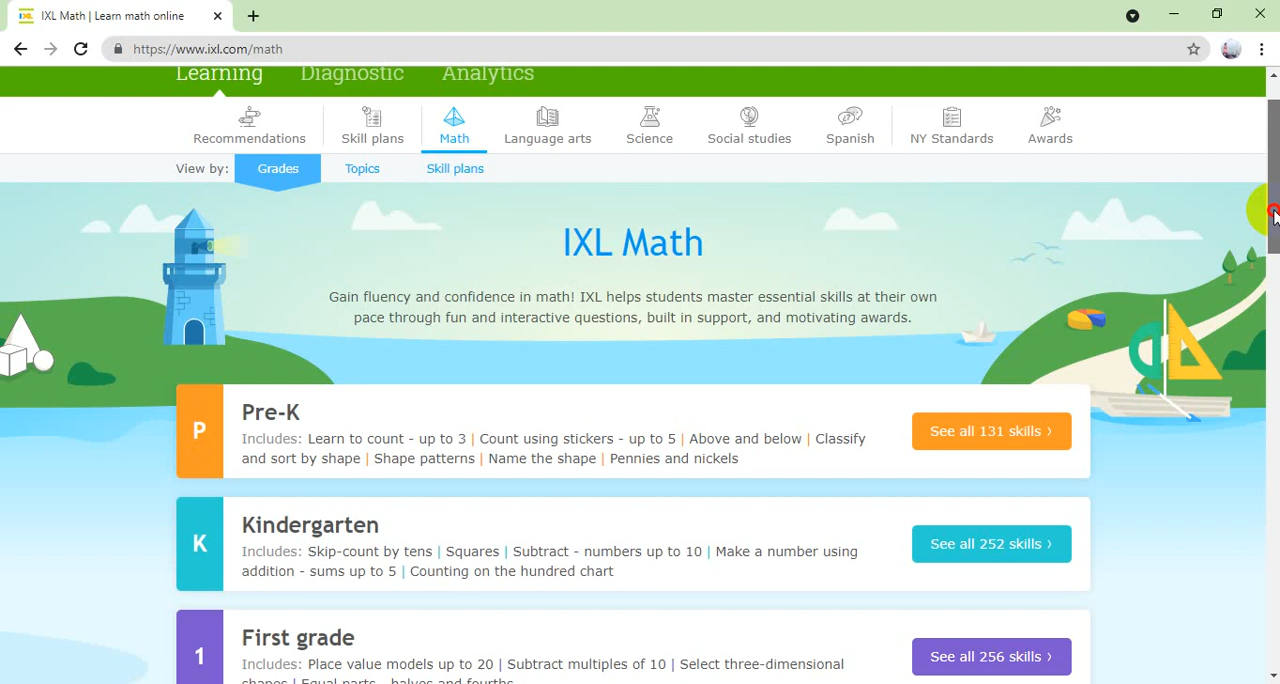 IXL Math | Learn math online
https://www.ixl.com/math
Learning Diagnostic Analytics
Recommendations Skill plans Math Language arts Science Social studies Spanish NY Standards Awards
View by: Grades Topics Skill plans
IXL Math
Gain fluency and confidence in math! IXL helps students master essential skills at their own
pace through fun and interactive questions, built in support, and motivating awards.
P
Pre-K
Includes: Learn to count - up to 3 | Count using stickers - up to 5 | Above and below | Classify
and sort by shape | Shape patterns | Name the shape | Pennies and nickels
See all 131 skills ›
K
Kindergarten
Includes: Skip-count by tens | Squares | Subtract - numbers up to 10 | Make a number using
addition - sums up to 5 | Counting on the hundred chart
See all 252 skills ›
1
First grade
Includes: Place value models up to 20 | Subtract multiples of 10 | Select three-dimensional
shapes | Equal parts - halves and fourths
See all 256 skills ›